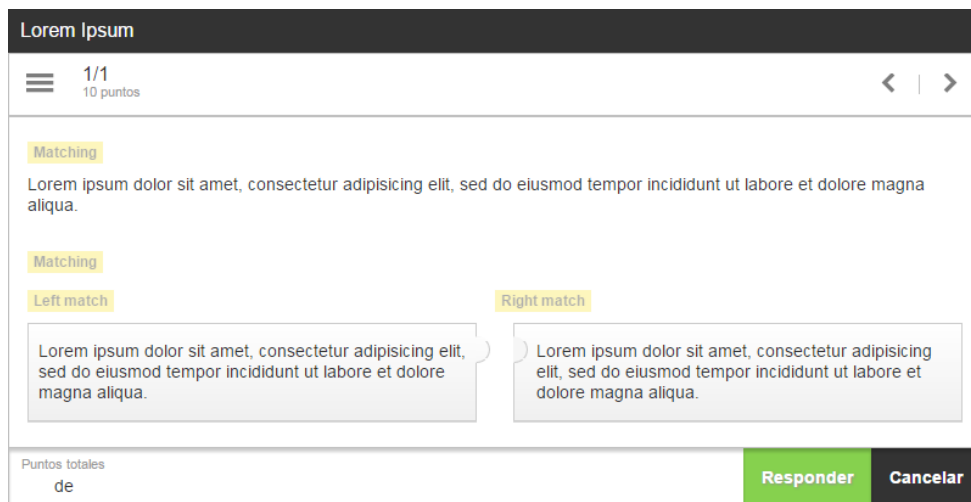 Lorem Ipsum
1/1
10 puntos
Matching
Lorem ipsum dolor sit amet, consectetur adipisicing elit, sed do eiusmod tempor incididunt ut labore et dolore magna
aliqua.
Matching
Left match
Right match
Lorem ipsum dolor sit amet, consectetur adipisicing elit,
sed do eiusmod tempor incididunt ut labore et dolore
magna aliqua.
Lorem ipsum dolor sit amet, consectetur adipisicing
elit, sed do eiusmod tempor incididunt ut labore et
dolore magna aliqua.
Puntos totales
de
Responder
Cancelar